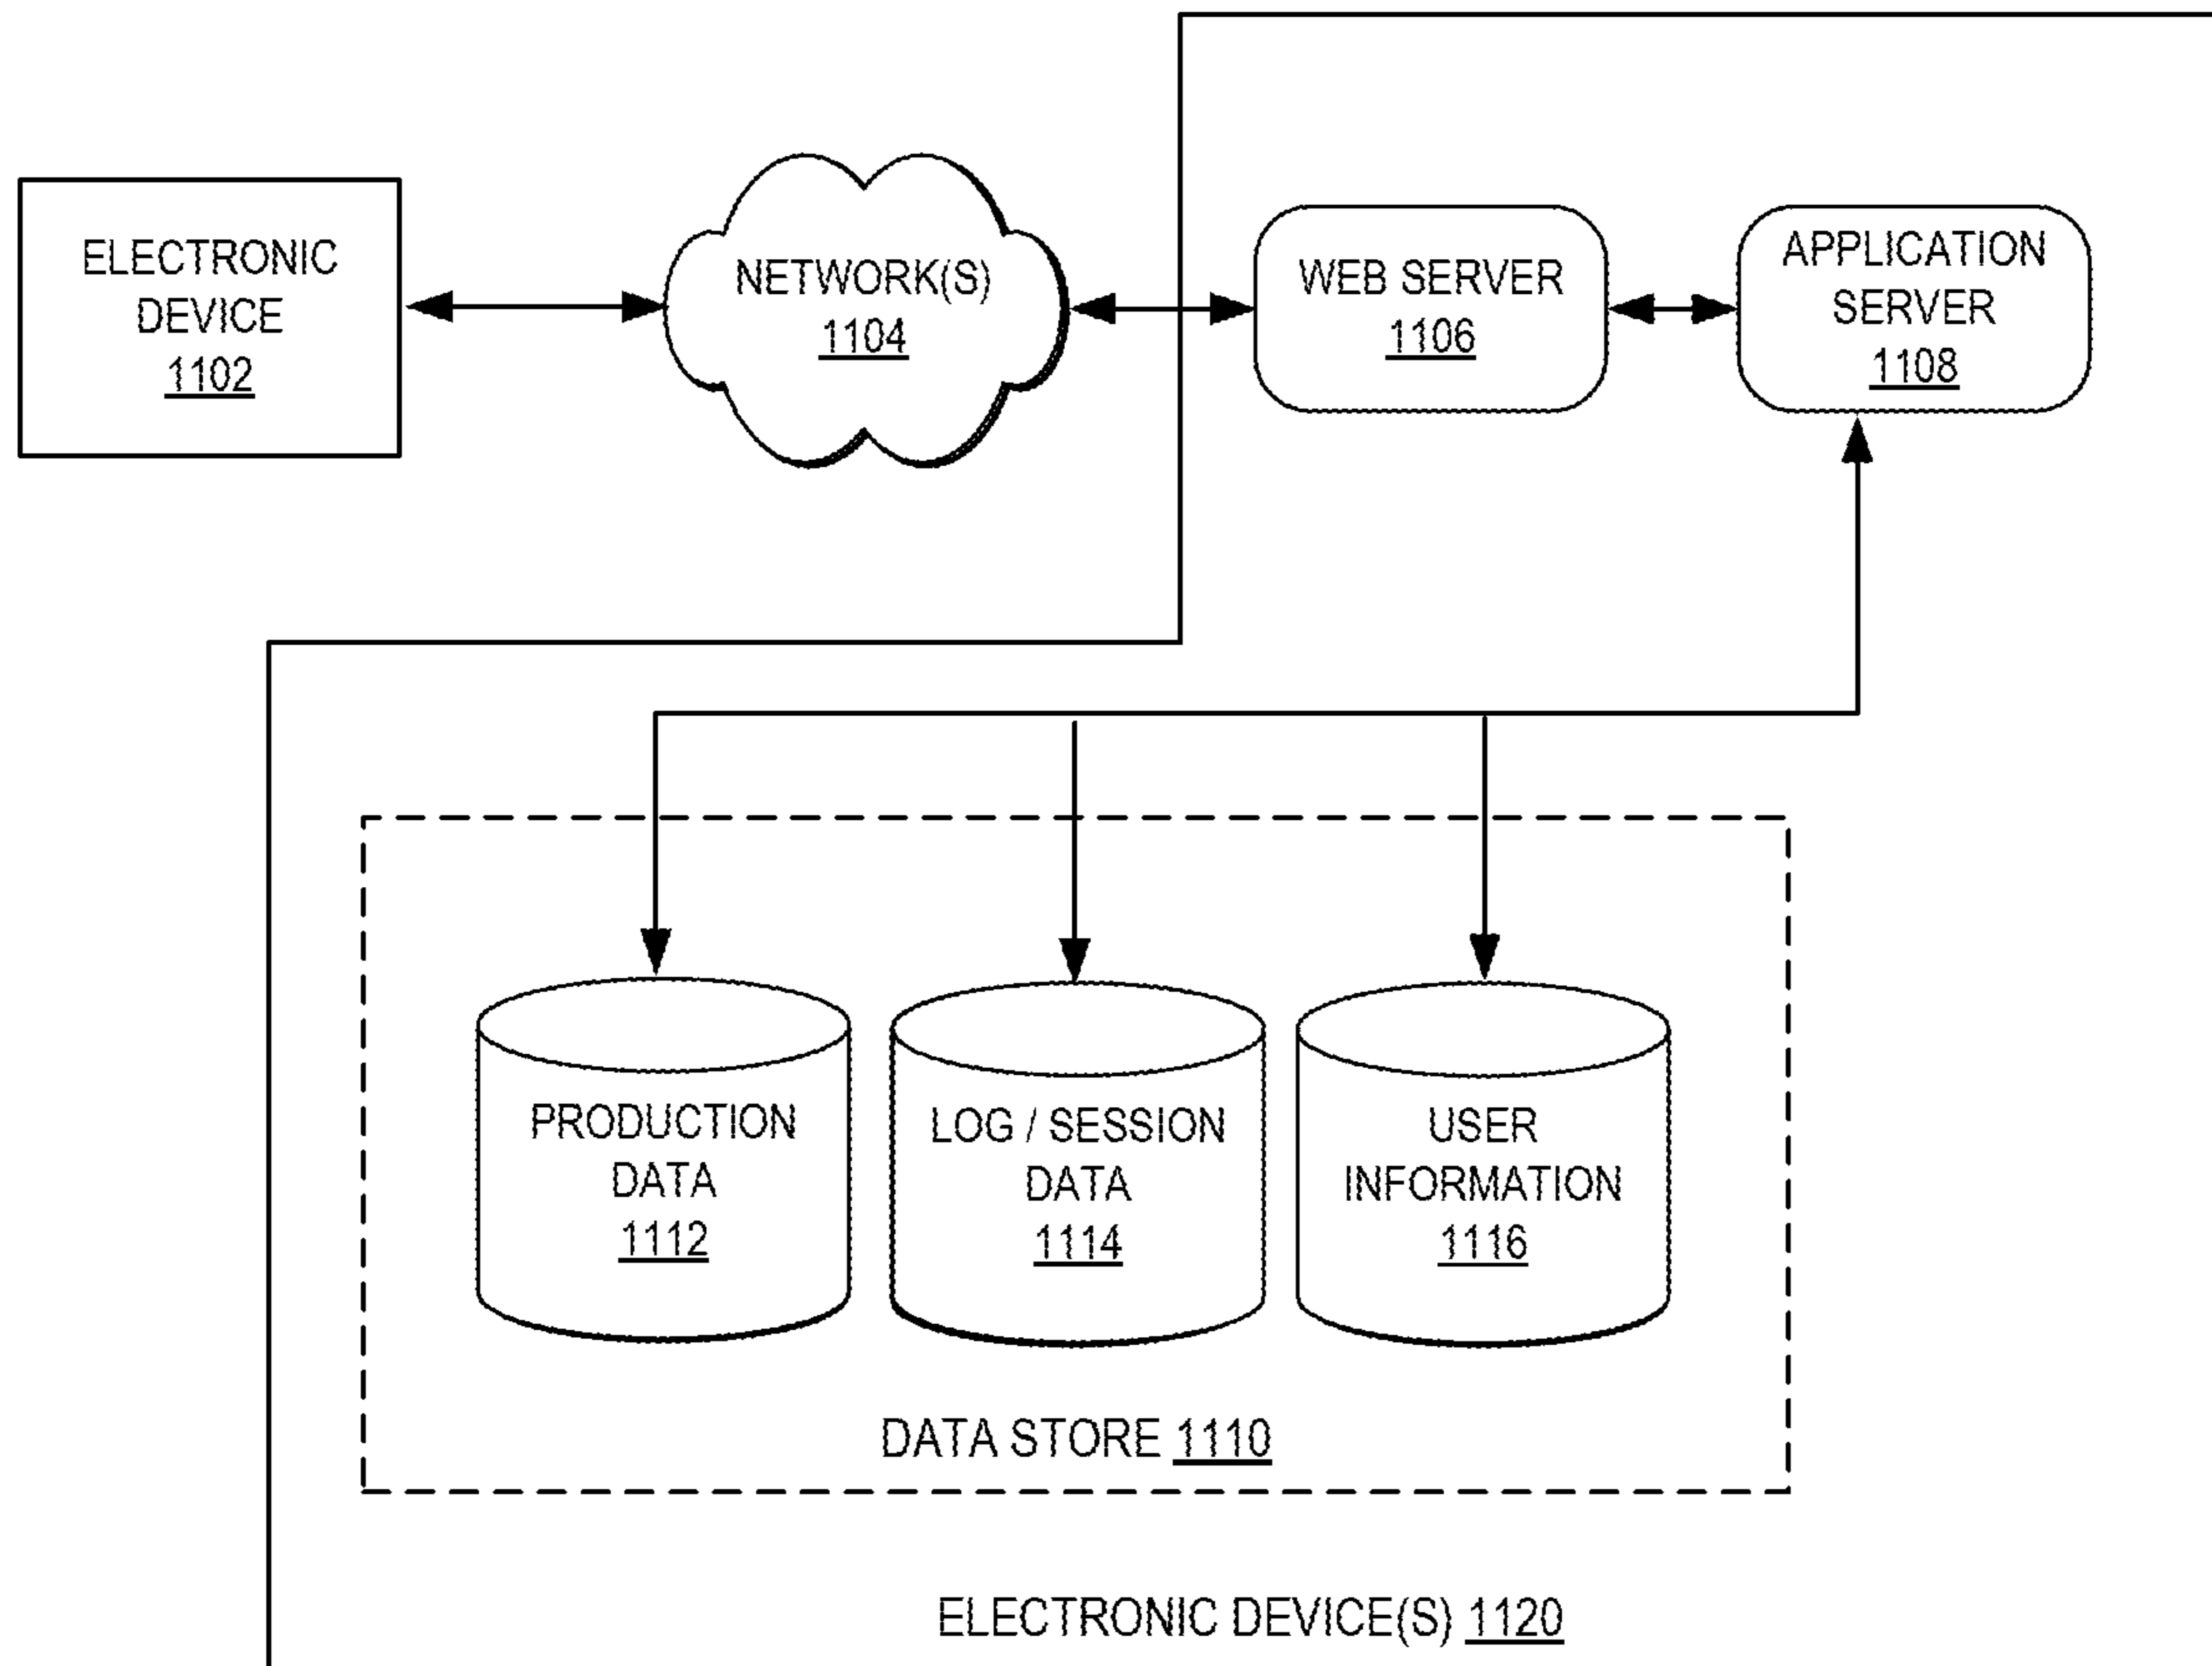 ELECTRONIC
DEVICE
1102
NETWORK(S)
1104
WEB SERVER
1106
APPLICATION
SERVER
1108
PRODUCTION
DATA
1112
LOG / SESSION
DATA
1114
USER
INFORMATION
1116
DATA STORE 1110
ELECTRONIC DEVICE(S) 1120